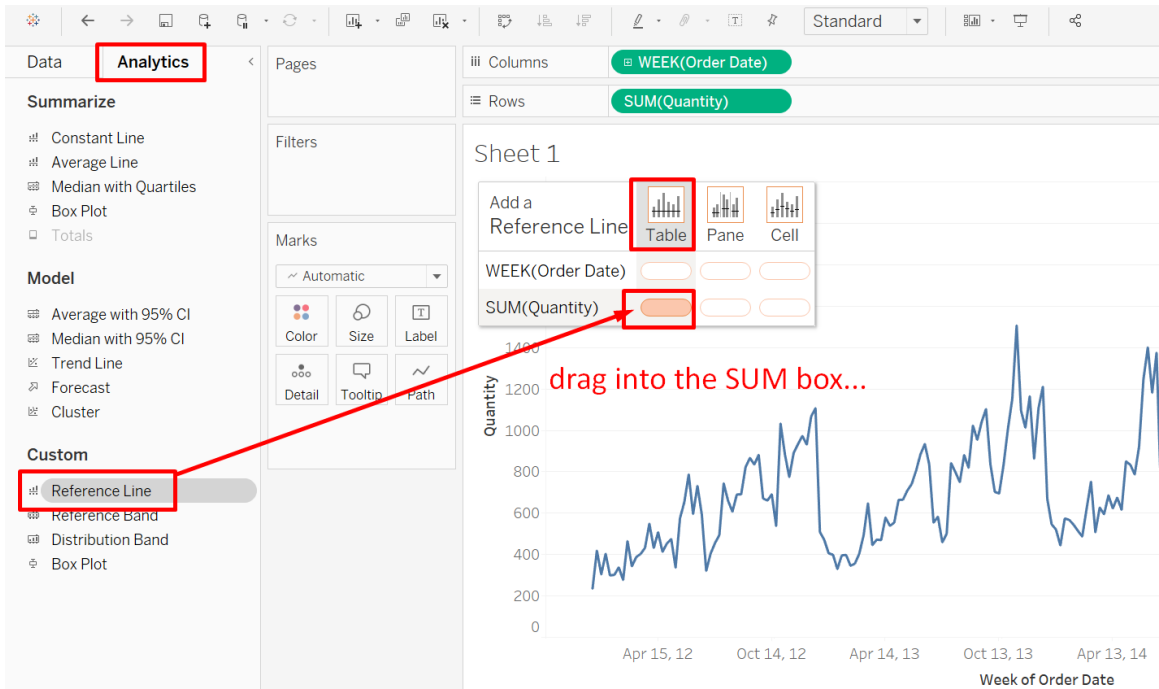 Standard
Data
Analytics
Pages
Columns
WEEK(Order Date)
Rows
SUM(Quantity)
Summarize
Constant Line
Average Line
Median with Quartiles
Box Plot
Totals
Model
Average with 95% CI
Median with 95% CI
Trend Line
Forecast
Cluster
Custom
Reference Line
Reference Band
Distribution Band
Box Plot
Filters
Marks
Automatic
Color
Size
T
Label
Detail
Tooltip
Path
Sheet 1
Add a
Reference Line
Table
Pane
Cell
WEEK(Order Date)
SUM(Quantity)
drag into the SUM box...
Quantity
1400
1200
1000
800
600
400
200
0
Apr 15, 12
Oct 14, 12
Apr 14, 13
Oct 13, 13
Apr 13, 14
Week of Order Date